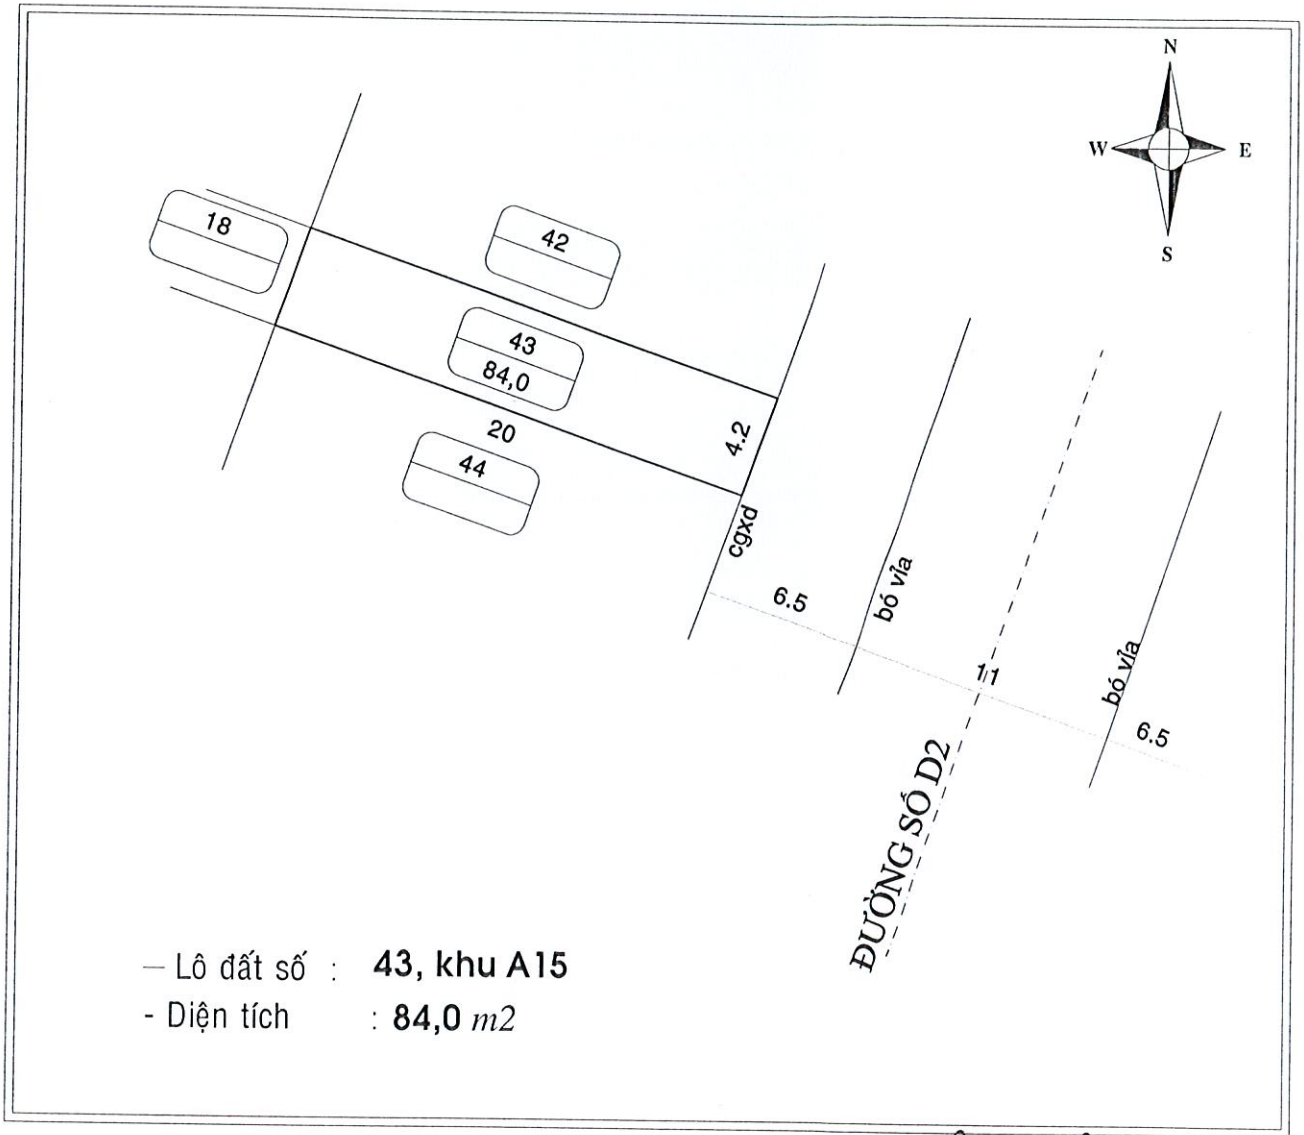 N
W
E
S
18
42
43
84,0
20
44
4.2
cgxd
6.5
bó vỉa
11
bó vỉa
6.5
ĐƯỜNG SỐ D2
— Lô đất số : 43, khu A15
- Diện tích : 84,0 m2